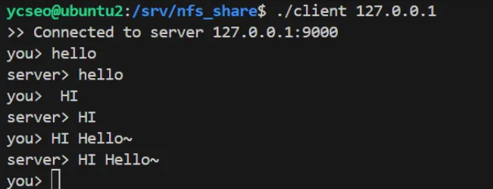 ycseo@ubuntu2:/srv/nfs_share$ ./client 127.0.0.1
>> Connected to server 127.0.0.1:9000
you> hello
server> hello
you>  HI
server> HI
you> HI Hello~
server> HI Hello~
you>